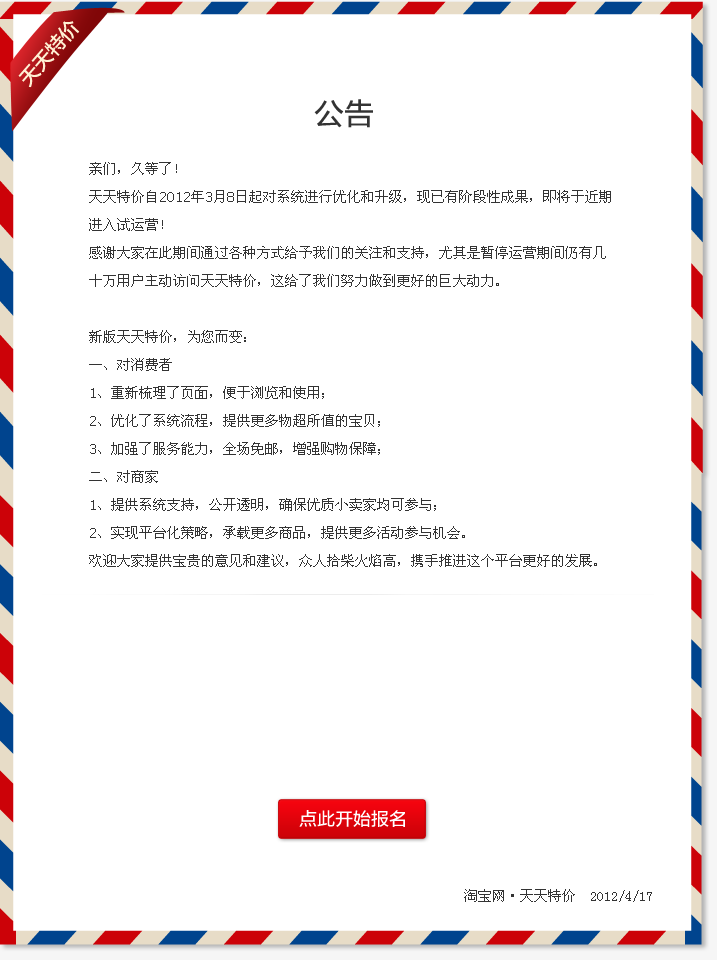 天天特价
公告
亲们，久等了！
天天特价自2012年3月8日起对系统进行优化和升级，现已有阶段性成果，即将于近期
进入试运营！
感谢大家在此期间通过各种方式给予我们的关注和支持，尤其是暂停运营期间仍有几
十万用户主动访问天天特价，这给了我们努力做到更好的巨大动力。
新版天天特价，为您而变：
一、对消费者
1、重新梳理了页面，便于浏览和使用；
2、优化了系统流程，提供更多物超所值的宝贝；
3、加强了服务能力，全场免邮，增强购物保障；
二、对商家
1、提供系统支持，公开透明，确保优质小卖家均可参与；
2、实现平台化策略，承载更多商品，提供更多活动参与机会。
欢迎大家提供宝贵的意见和建议，众人拾柴火焰高，携手推进这个平台更好的发展。
点此开始报名
淘宝网·天天特价 2012/4/17